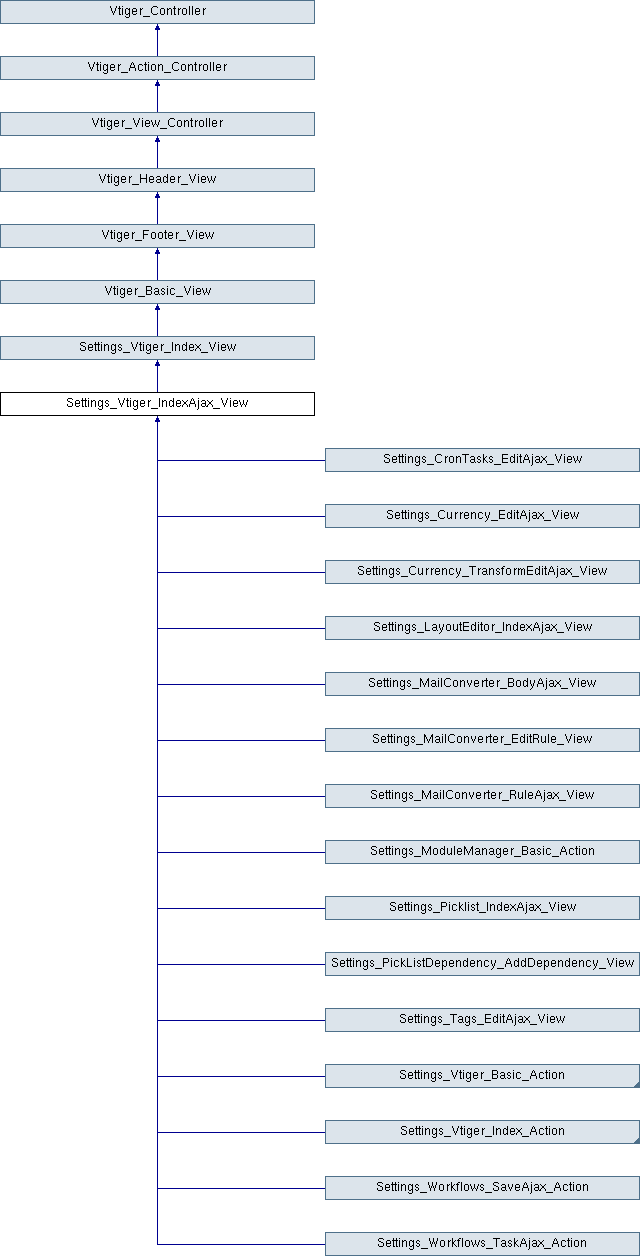 Vtiger_Controller
Vtiger_Action_Controller
Vtiger_View_Controller
Vtiger_Header_View
Vtiger_Footer_View
Vtiger_Basic_View
Settings_Vtiger_Index_View
Settings_Vtiger_IndexAjax_View
Settings_CronTasks_EditAjax_View
Settings_Currency_EditAjax_View
Settings_Currency_TransformEditAjax_View
Settings_LayoutEditor_IndexAjax_View
Settings_MailConverter_BodyAjax_View
Settings_MailConverter_EditRule_View
Settings_MailConverter_RuleAjax_View
Settings_ModuleManager_Basic_Action
Settings_Picklist_IndexAjax_View
Settings_PickListDependency_AddDependency_View
Settings_Tags_EditAjax_View
Settings_Vtiger_Basic_Action
Settings_Vtiger_Index_Action
Settings_Workflows_SaveAjax_Action
Settings_Workflows_TaskAjax_Action